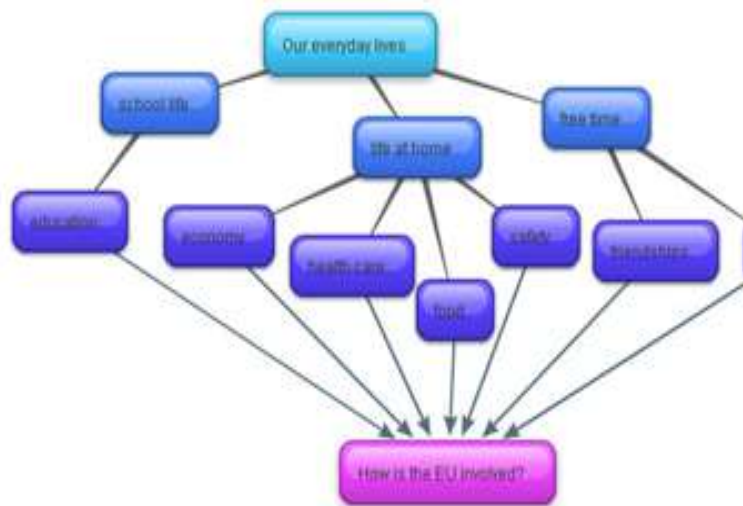 Our everyday lives
school life
free time
life at home
education
economy
safety
health care
friendships
food
How is the EU involved?